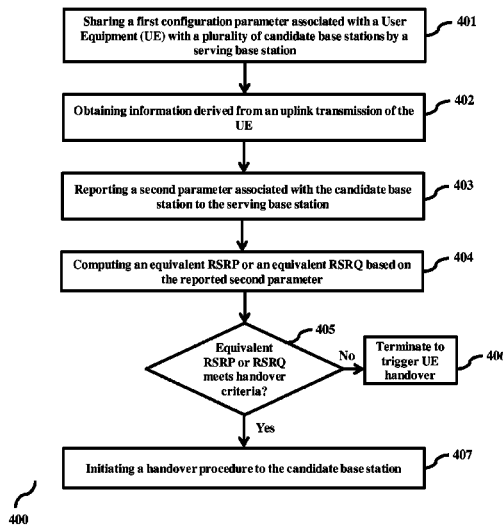 Sharing a first configuration parameter associated with a User
Equipment (UE) with a plurality of candidate base stations by a
serving base station
401
Obtaining information derived from an uplink transmission of the
UE
402
Reporting a second parameter associated with the candidate base
station to the serving base station
403
Computing an equivalent RSRP or an equivalent RSRQ based on
the reported second parameter
404
405
Equivalent
RSRP or RSRQ
meets handover
criteria?
No
Terminate to
trigger UE
handover
406
Yes
Initiating a handover procedure to the candidate base station
407
400